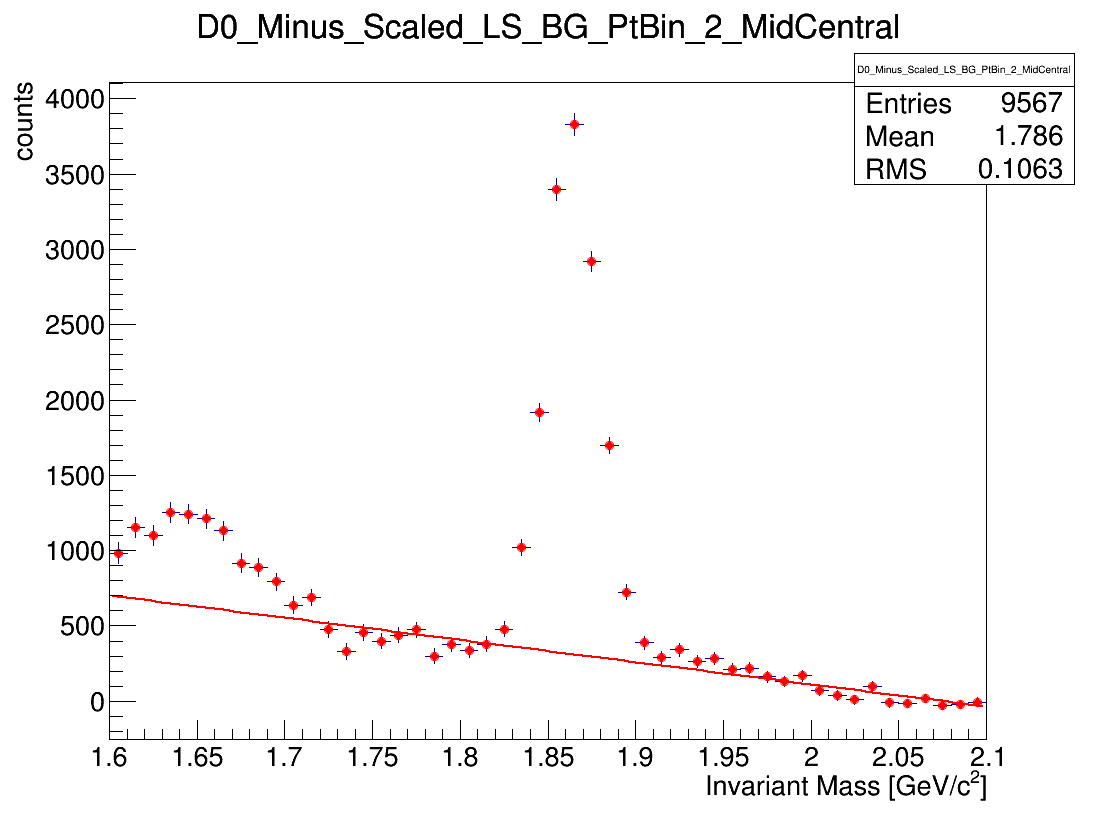 D0_Minus_Scaled_LS_BG_PtBin_2_MidCentral
D0_Minus_Scaled_LS_BG_PtBin_2_MidCentral
Entries 9567
Mean 1.786
RMS 0.1063
counts
4000
3500
3000
2500
2000
1500
1000
500
0
1.6 1.65 1.7 1.75 1.8 1.85 1.9 1.95 2 2.05 2.1
Invariant Mass [GeV/c²]